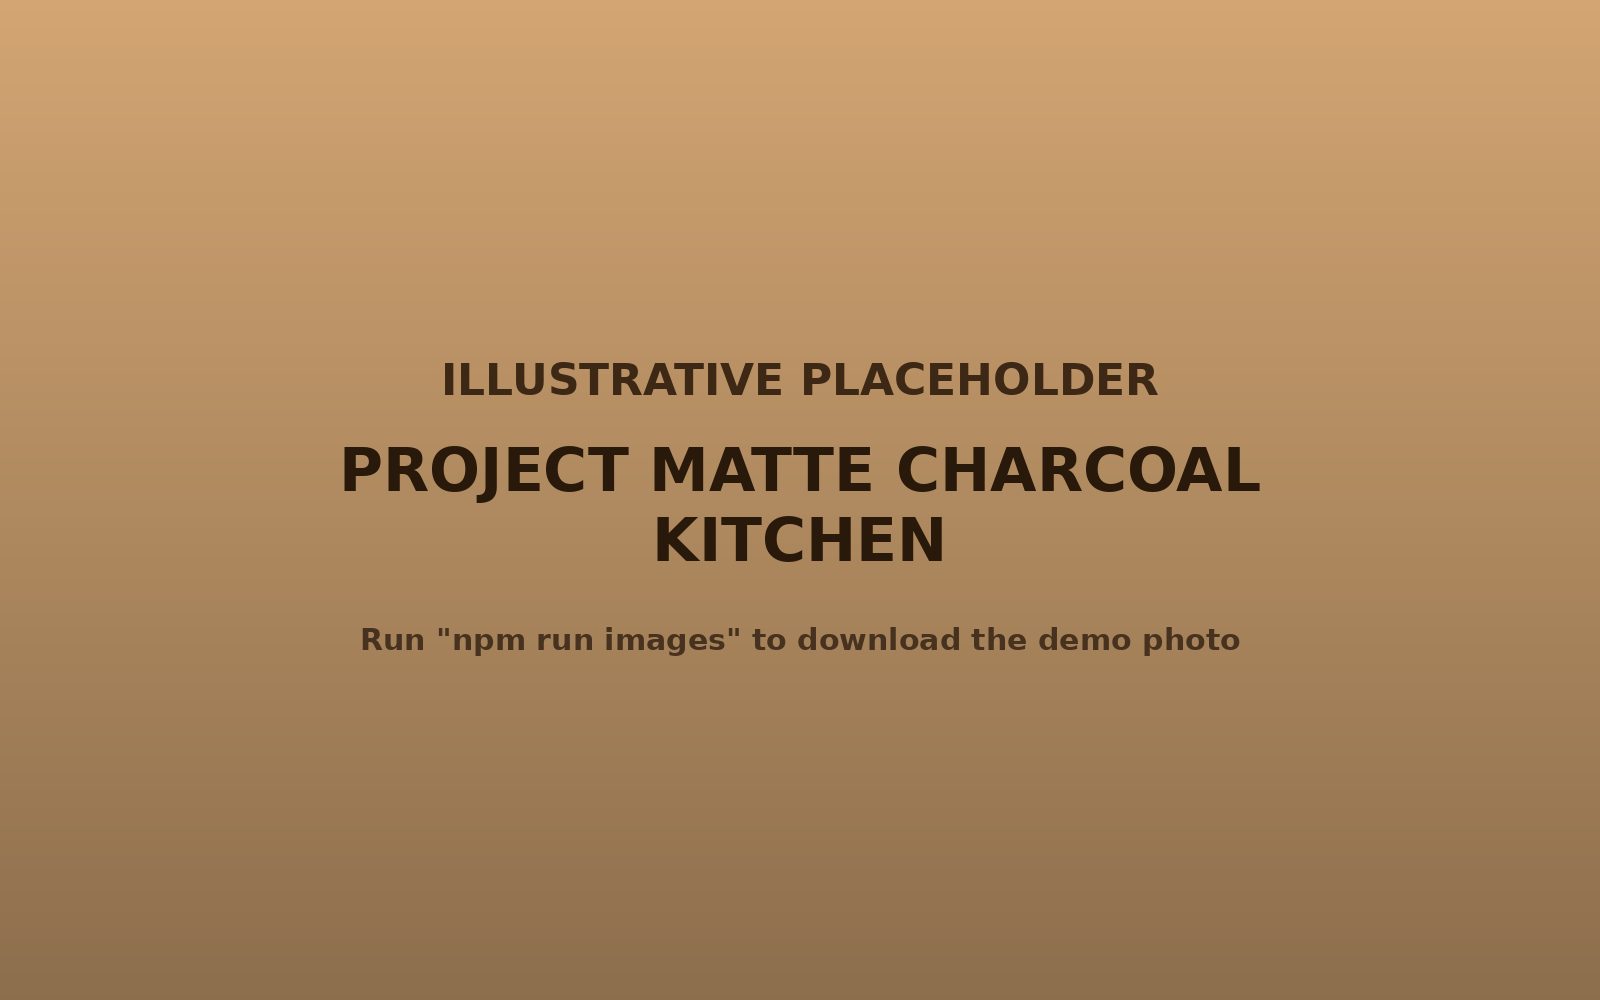 ILLUSTRATIVE PLACEHOLDER
PROJECT MATTE CHARCOAL
KITCHEN
Run "npm run images" to download the demo photo